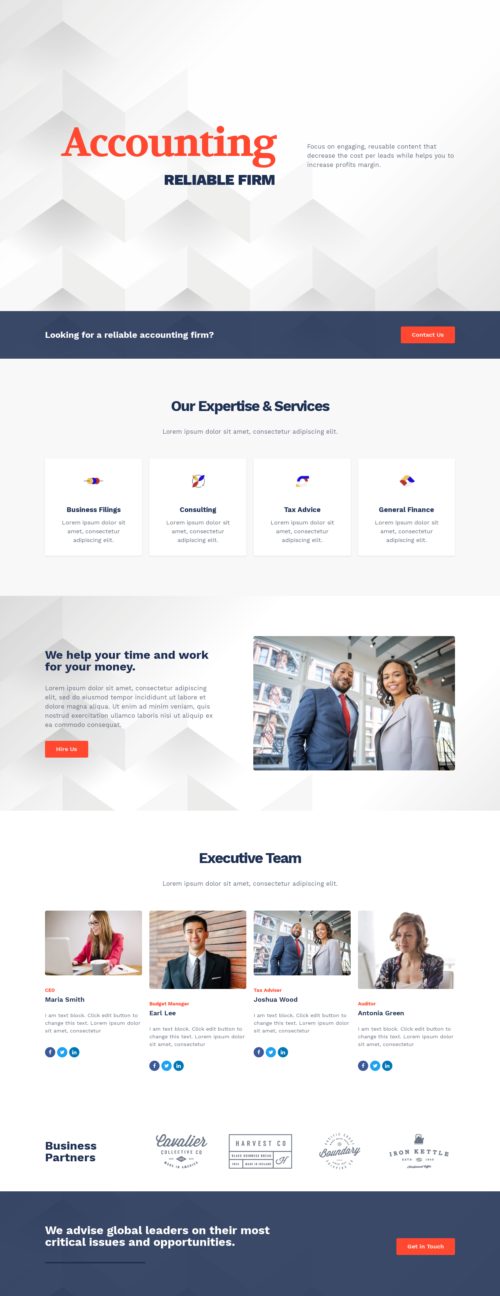 Accounting
RELIABLE FIRM
Focus on engaging, reusable content that
decrease the cost per leads while helps you to
increase profits margin.
Looking for a reliable accounting firm?
Contact Us
Our Expertise & Services
Lorem ipsum dolor sit amet, consectetur adipiscing elit.
Business Filings
Lorem ipsum dolor sit
amet, consectetur
adipiscing elit.
Consulting
Lorem ipsum dolor sit
amet, consectetur
adipiscing elit.
Tax Advice
Lorem ipsum dolor sit
amet, consectetur
adipiscing elit.
General Finance
Lorem ipsum dolor sit
amet, consectetur
adipiscing elit.
We help your time and work
for your money.
Lorem ipsum dolor sit amet, consectetur adipiscing
elit, sed do eiusmod tempor incididunt ut labore et
dolore magna aliqua. Ut enim ad minim veniam, quis
nostrud exercitation ullamco laboris nisi ut aliquip ex
ea commodo consequat.
Hire Us
Executive Team
Lorem ipsum dolor sit amet, consectetur adipiscing elit.
CEO
Maria Smith
I am text block. Click edit button to
change this text. Lorem ipsum dolor
sit amet, consectetur
Budget Manager
Earl Lee
I am text block. Click edit button to
change this text. Lorem ipsum dolor
sit amet, consectetur
Tax Adviser
Joshua Wood
I am text block. Click edit button to
change this text. Lorem ipsum dolor
sit amet, consectetur
Auditor
Antonia Green
I am text block. Click edit button to
change this text. Lorem ipsum dolor
sit amet, consectetur
Business
Partners
Cavalier
COLLECTIVE CO
MADE IN AMERICA
HARVEST CO
H
Boundary
IRON KETTLE
We advise global leaders on their most
critical issues and opportunities.
Get in Touch